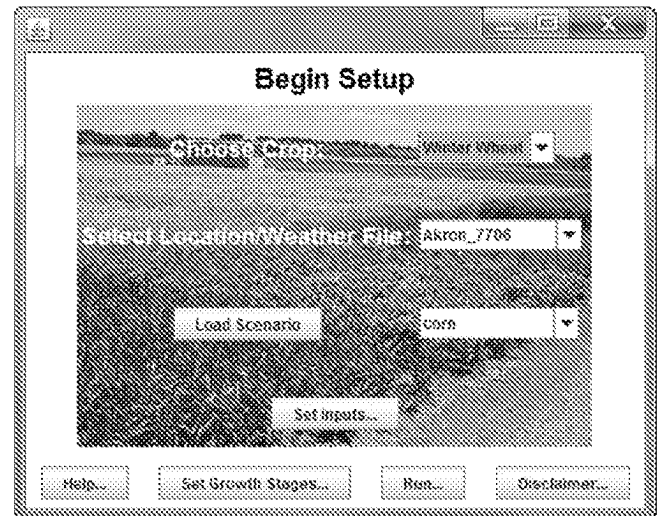 Begin Setup
Choose Crop: Winter Wheat
Select Location/Weather File: Akron_7706
Load Scenario corn
Set Inputs...
Help... Set Growth Stages... Run... Disclaimer...